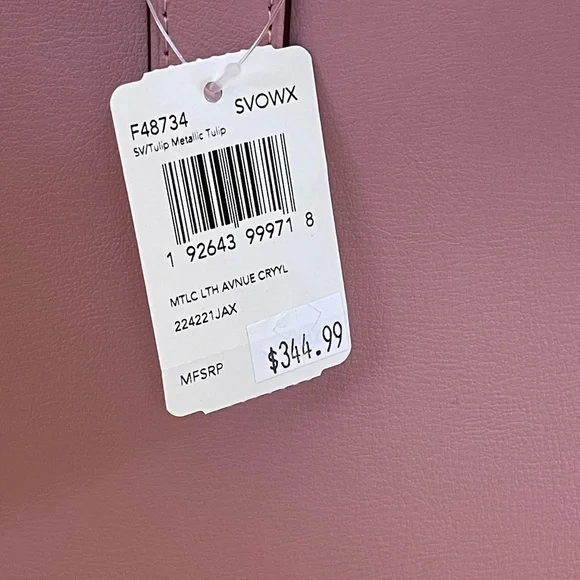 F48734 SVOWX
SV/Tulip Metallic Tulip
1 92643 99971 8
MTLC LTH AVNUE CRYYL
224221JAX
$344.99
MFSRP